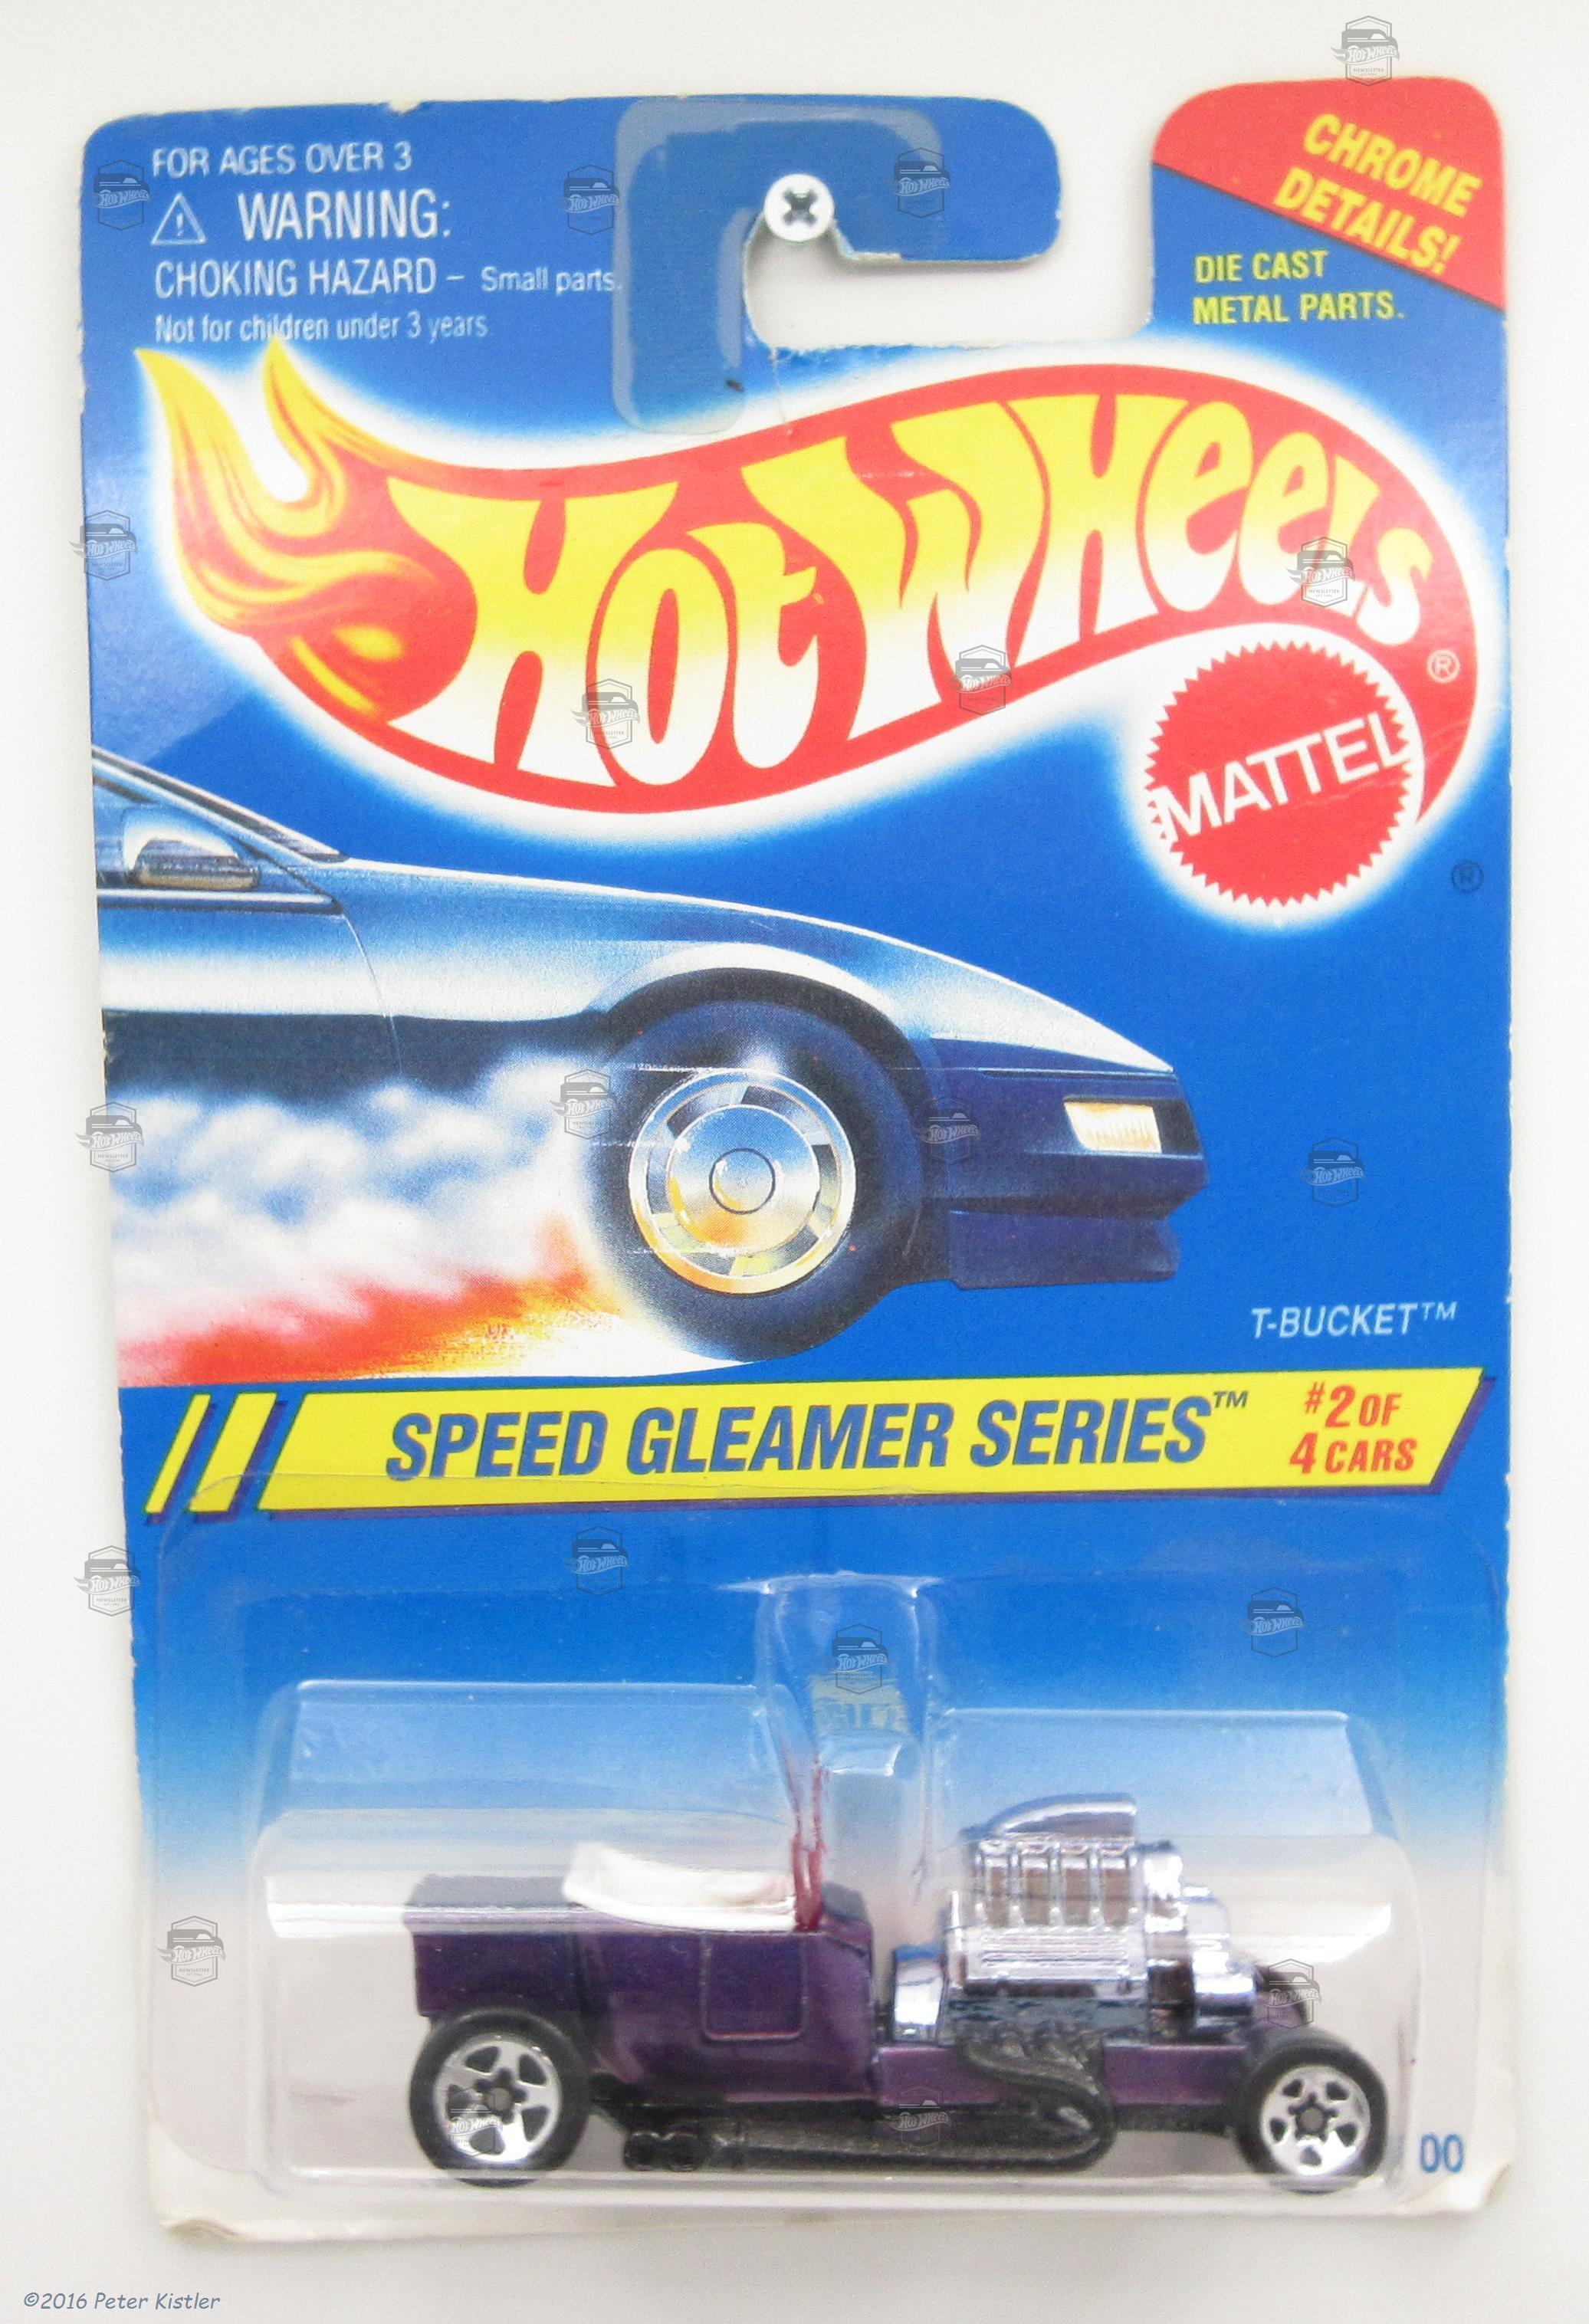 FOR AGES OVER 3
WARNING:
CHOKING HAZARD – Small parts.
Not for children under 3 years
CHROME
DETAILS!
DIE CAST
METAL PARTS.
HOT WHEELS®
MATTEL
®
T-BUCKET™
SPEED GLEAMER SERIES™
#2 OF
4 CARS
00
©2016 Peter Kistler